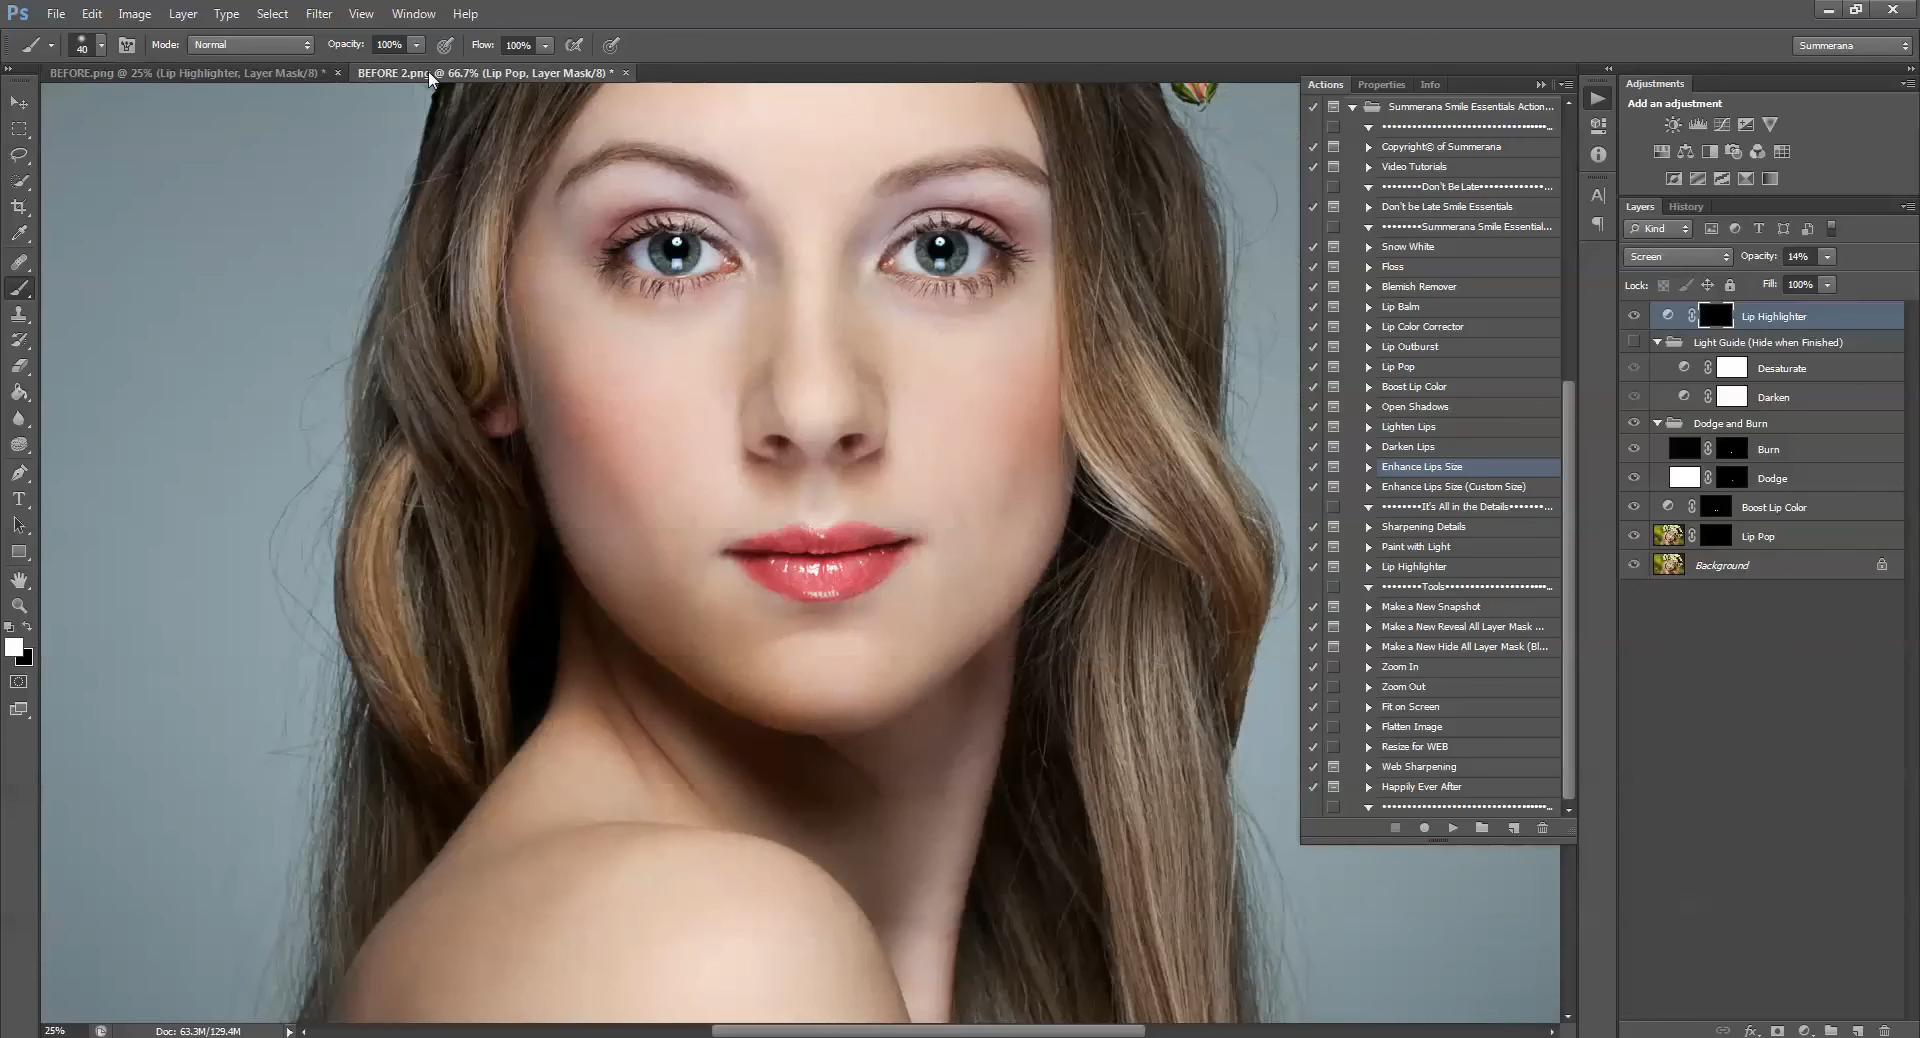 Ps File Edit Image Layer Type Select Filter View Window Help
40 Mode: Normal Opacity: 100% Flow: 100% Summerana
BEFORE.png @ 25% (Lip Highlighter, Layer Mask/8) * × BEFORE 2.png @ 66.7% (Lip Pop, Layer Mask/8) * ×
Actions Properties Info
Summerana Smile Essentials Action...
Copyright© of Summerana
Video Tutorials
••••••••Don't Be Late•••••••••••••...
Don't be Late Smile Essentials
••••••••Summerana Smile Essential...
Snow White
Floss
Blemish Remover
Lip Balm
Lip Color Corrector
Lip Outburst
Lip Pop
Boost Lip Color
Open Shadows
Lighten Lips
Darken Lips
Enhance Lips Size
Enhance Lips Size (Custom Size)
••••••••It's All in the Details•••••••...
Sharpening Details
Paint with Light
Lip Highlighter
••••••••Tools••••••••••••••••••...
Make a New Snapshot
Make a New Reveal All Layer Mask ...
Make a New Hide All Layer Mask (Bl...
Zoom In
Zoom Out
Fit on Screen
Flatten Image
Resize for WEB
Web Sharpening
Happily Ever After
Adjustments
Add an adjustment
Layers History
Kind T
Screen Opacity: 14%
Lock: Fill: 100%
Lip Highlighter
Light Guide (Hide when Finished)
Desaturate
Darken
Dodge and Burn
Burn
Dodge
Boost Lip Color
Lip Pop
Background
fx
25% Doc: 63.3M/129.4M